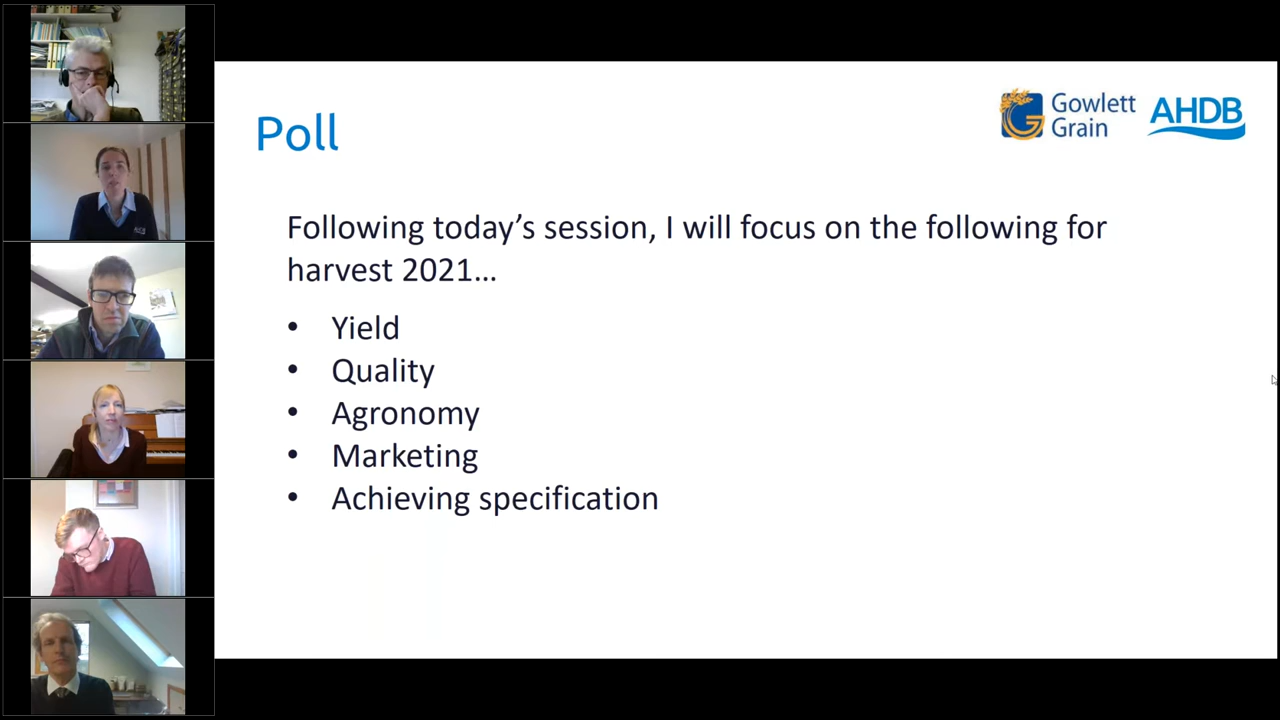 Gowlett
Grain
AHDB
Poll
Following today’s session, I will focus on the following for
harvest 2021...
• Yield
• Quality
• Agronomy
• Marketing
• Achieving specification